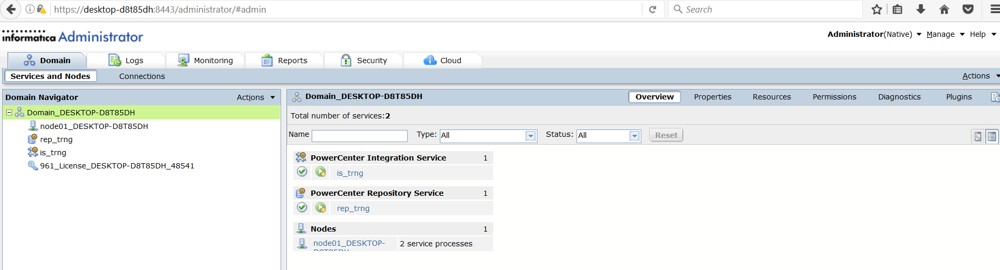 https://desktop-d8t85dh:8443/administrator/#admin
Search
informatica Administrator
Administrator(Native) Manage Help
Domain Logs Monitoring Reports Security Cloud
Services and Nodes Connections
Actions
Domain Navigator Actions
Domain_DESKTOP-D8T85DH
node01_DESKTOP-D8T85DH
rep_trng
is_trng
961_License_DESKTOP-D8T85DH_48541
Domain_DESKTOP-D8T85DH Overview Properties Resources Permissions Diagnostics Plugins
Total number of services:2
Name Type: All Status: All Reset
PowerCenter Integration Service 1
is_trng
PowerCenter Repository Service 1
rep_trng
Nodes 1
node01_DESKTOP- 2 service processes
D8T85DH